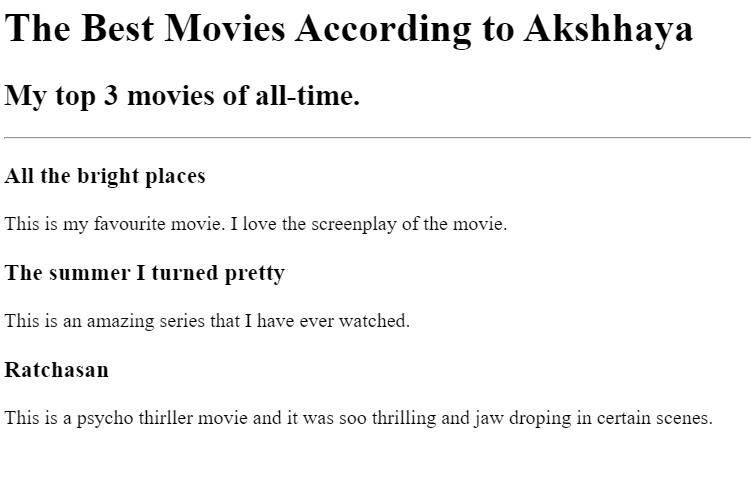 The Best Movies According to Akshhaya
My top 3 movies of all-time.
All the bright places
This is my favourite movie. I love the screenplay of the movie.
The summer I turned pretty
This is an amazing series that I have ever watched.
Ratchasan
This is a psycho thirller movie and it was soo thrilling and jaw droping in certain scenes.